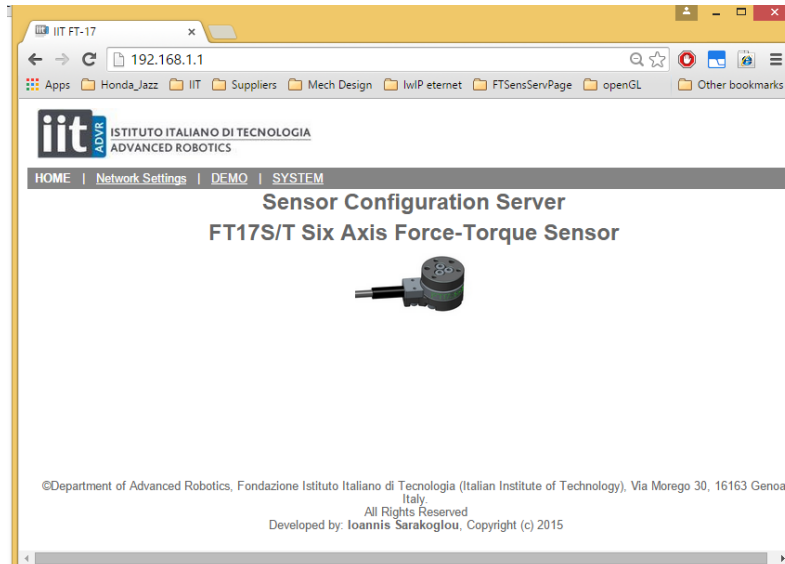 IIT FT-17
192.168.1.1
Apps Honda_Jazz IIT Suppliers Mech Design IwIP eternet FTSensServPage openGL Other bookmarks
iit ADVR ISTITUTO ITALIANO DI TECNOLOGIA
ADVANCED ROBOTICS
HOME | Network Settings | DEMO | SYSTEM
Sensor Configuration Server
FT17S/T Six Axis Force-Torque Sensor
©Department of Advanced Robotics, Fondazione Istituto Italiano di Tecnologia (Italian Institute of Technology), Via Morego 30, 16163 Genoa
Italy.
All Rights Reserved
Developed by: Ioannis Sarakoglou, Copyright (c) 2015